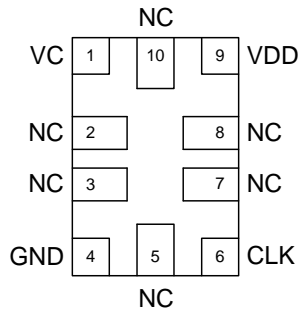 NC
VC 1 10 9 VDD
NC 2 8 NC
NC 3 7 NC
GND 4 5 6 CLK
NC